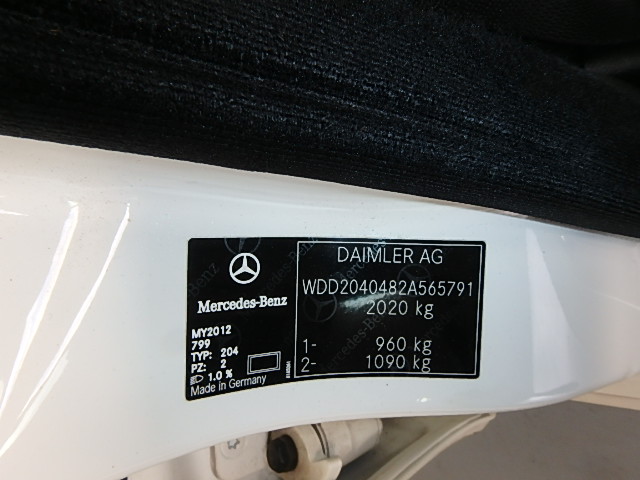 Mercedes-Benz
MY2012
799
TYP: 204
PZ: 2
1.0 %
Made in Germany
DAIMLER AG
WDD2040482A565791
2020 kg
1- 960 kg
2- 1090 kg